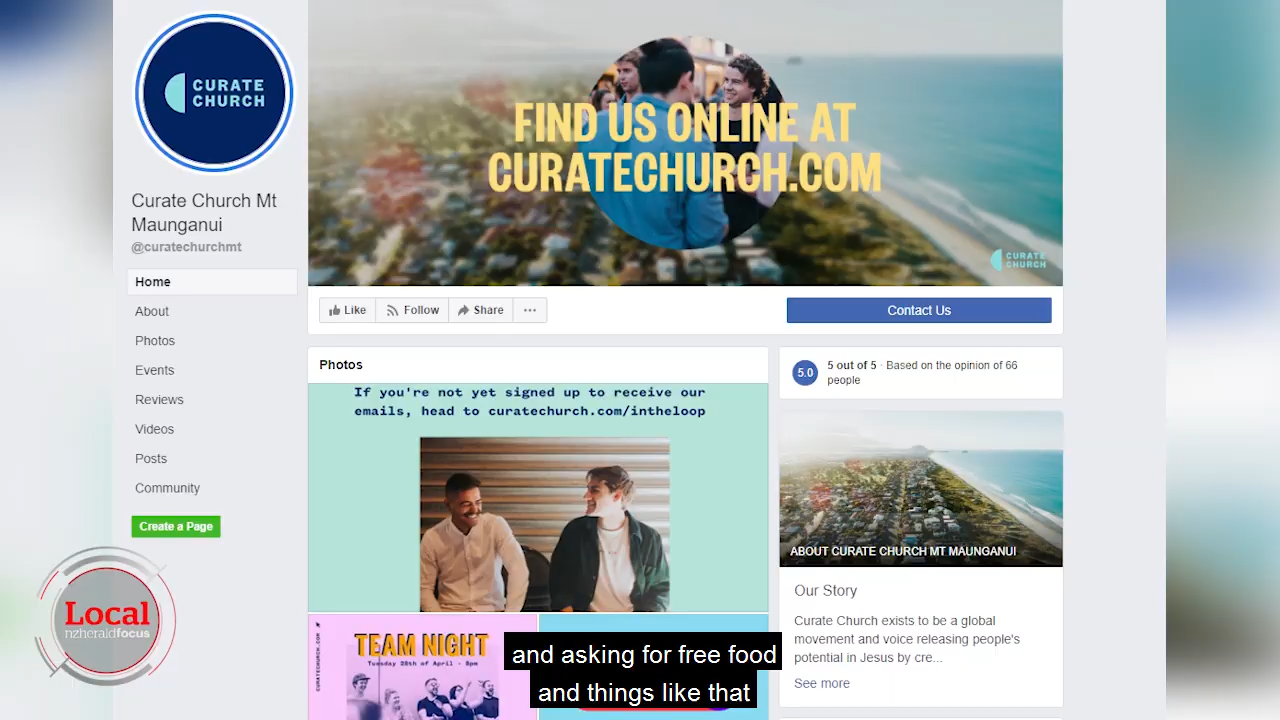 CURATE
CHURCH
Curate Church Mt
Maunganui
@curatechurchmt
Home
About
Photos
Events
Reviews
Videos
Posts
Community
Create a Page
FIND US ONLINE AT
CURATECHURCH.COM
CURATE
CHURCH
Like
Follow
Share
Contact Us
Photos
If you're not yet signed up to receive our
emails, head to curatechurch.com/intheloop
CURATECHURCH.COM
TEAM NIGHT
Tuesday 28th of April - 8pm
5.0
5 out of 5 · Based on the opinion of 66
people
ABOUT CURATE CHURCH MT MAUNGANUI
Our Story
Curate Church exists to be a global
movement and voice releasing people's
potential in Jesus by cre...
See more
Local
nzheraldfocus
and asking for free food
and things like that